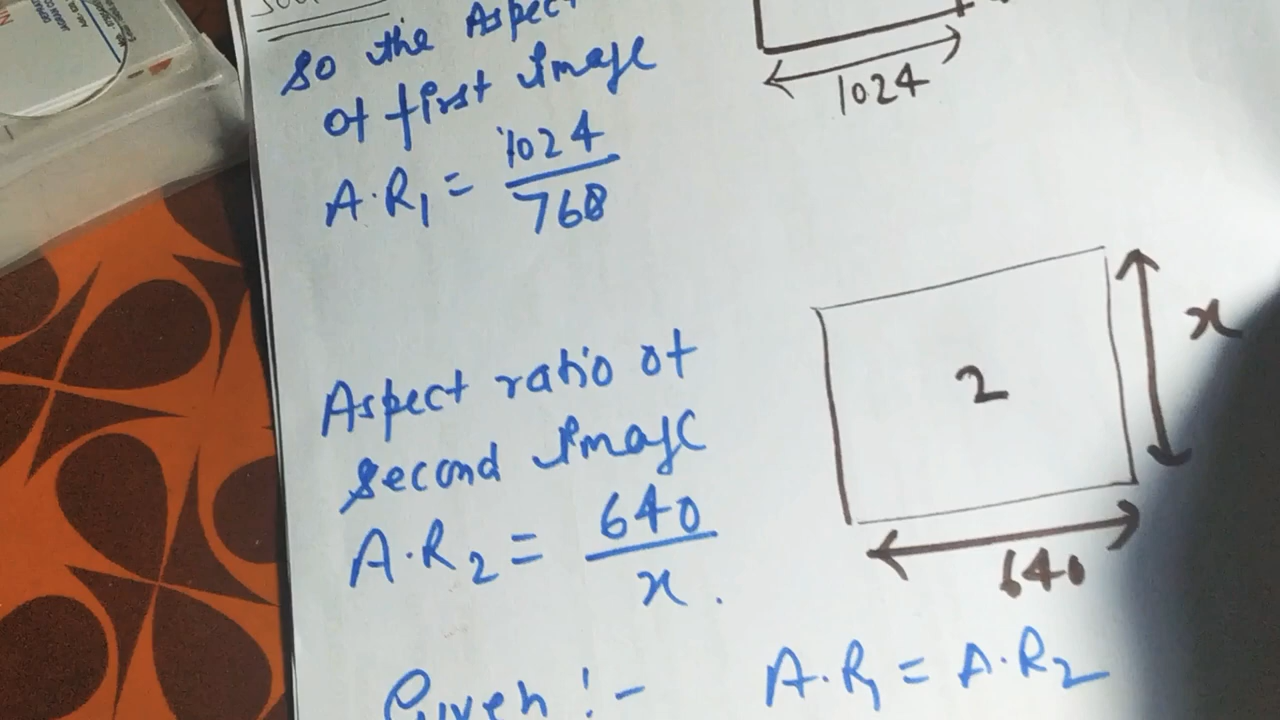 So the Aspect
of first Image
A.R1 = 1024
768
1024
Aspect ratio of
second Image
A.R2 = 640
x.
2
x
640
Given :- A.R1 = A.R2